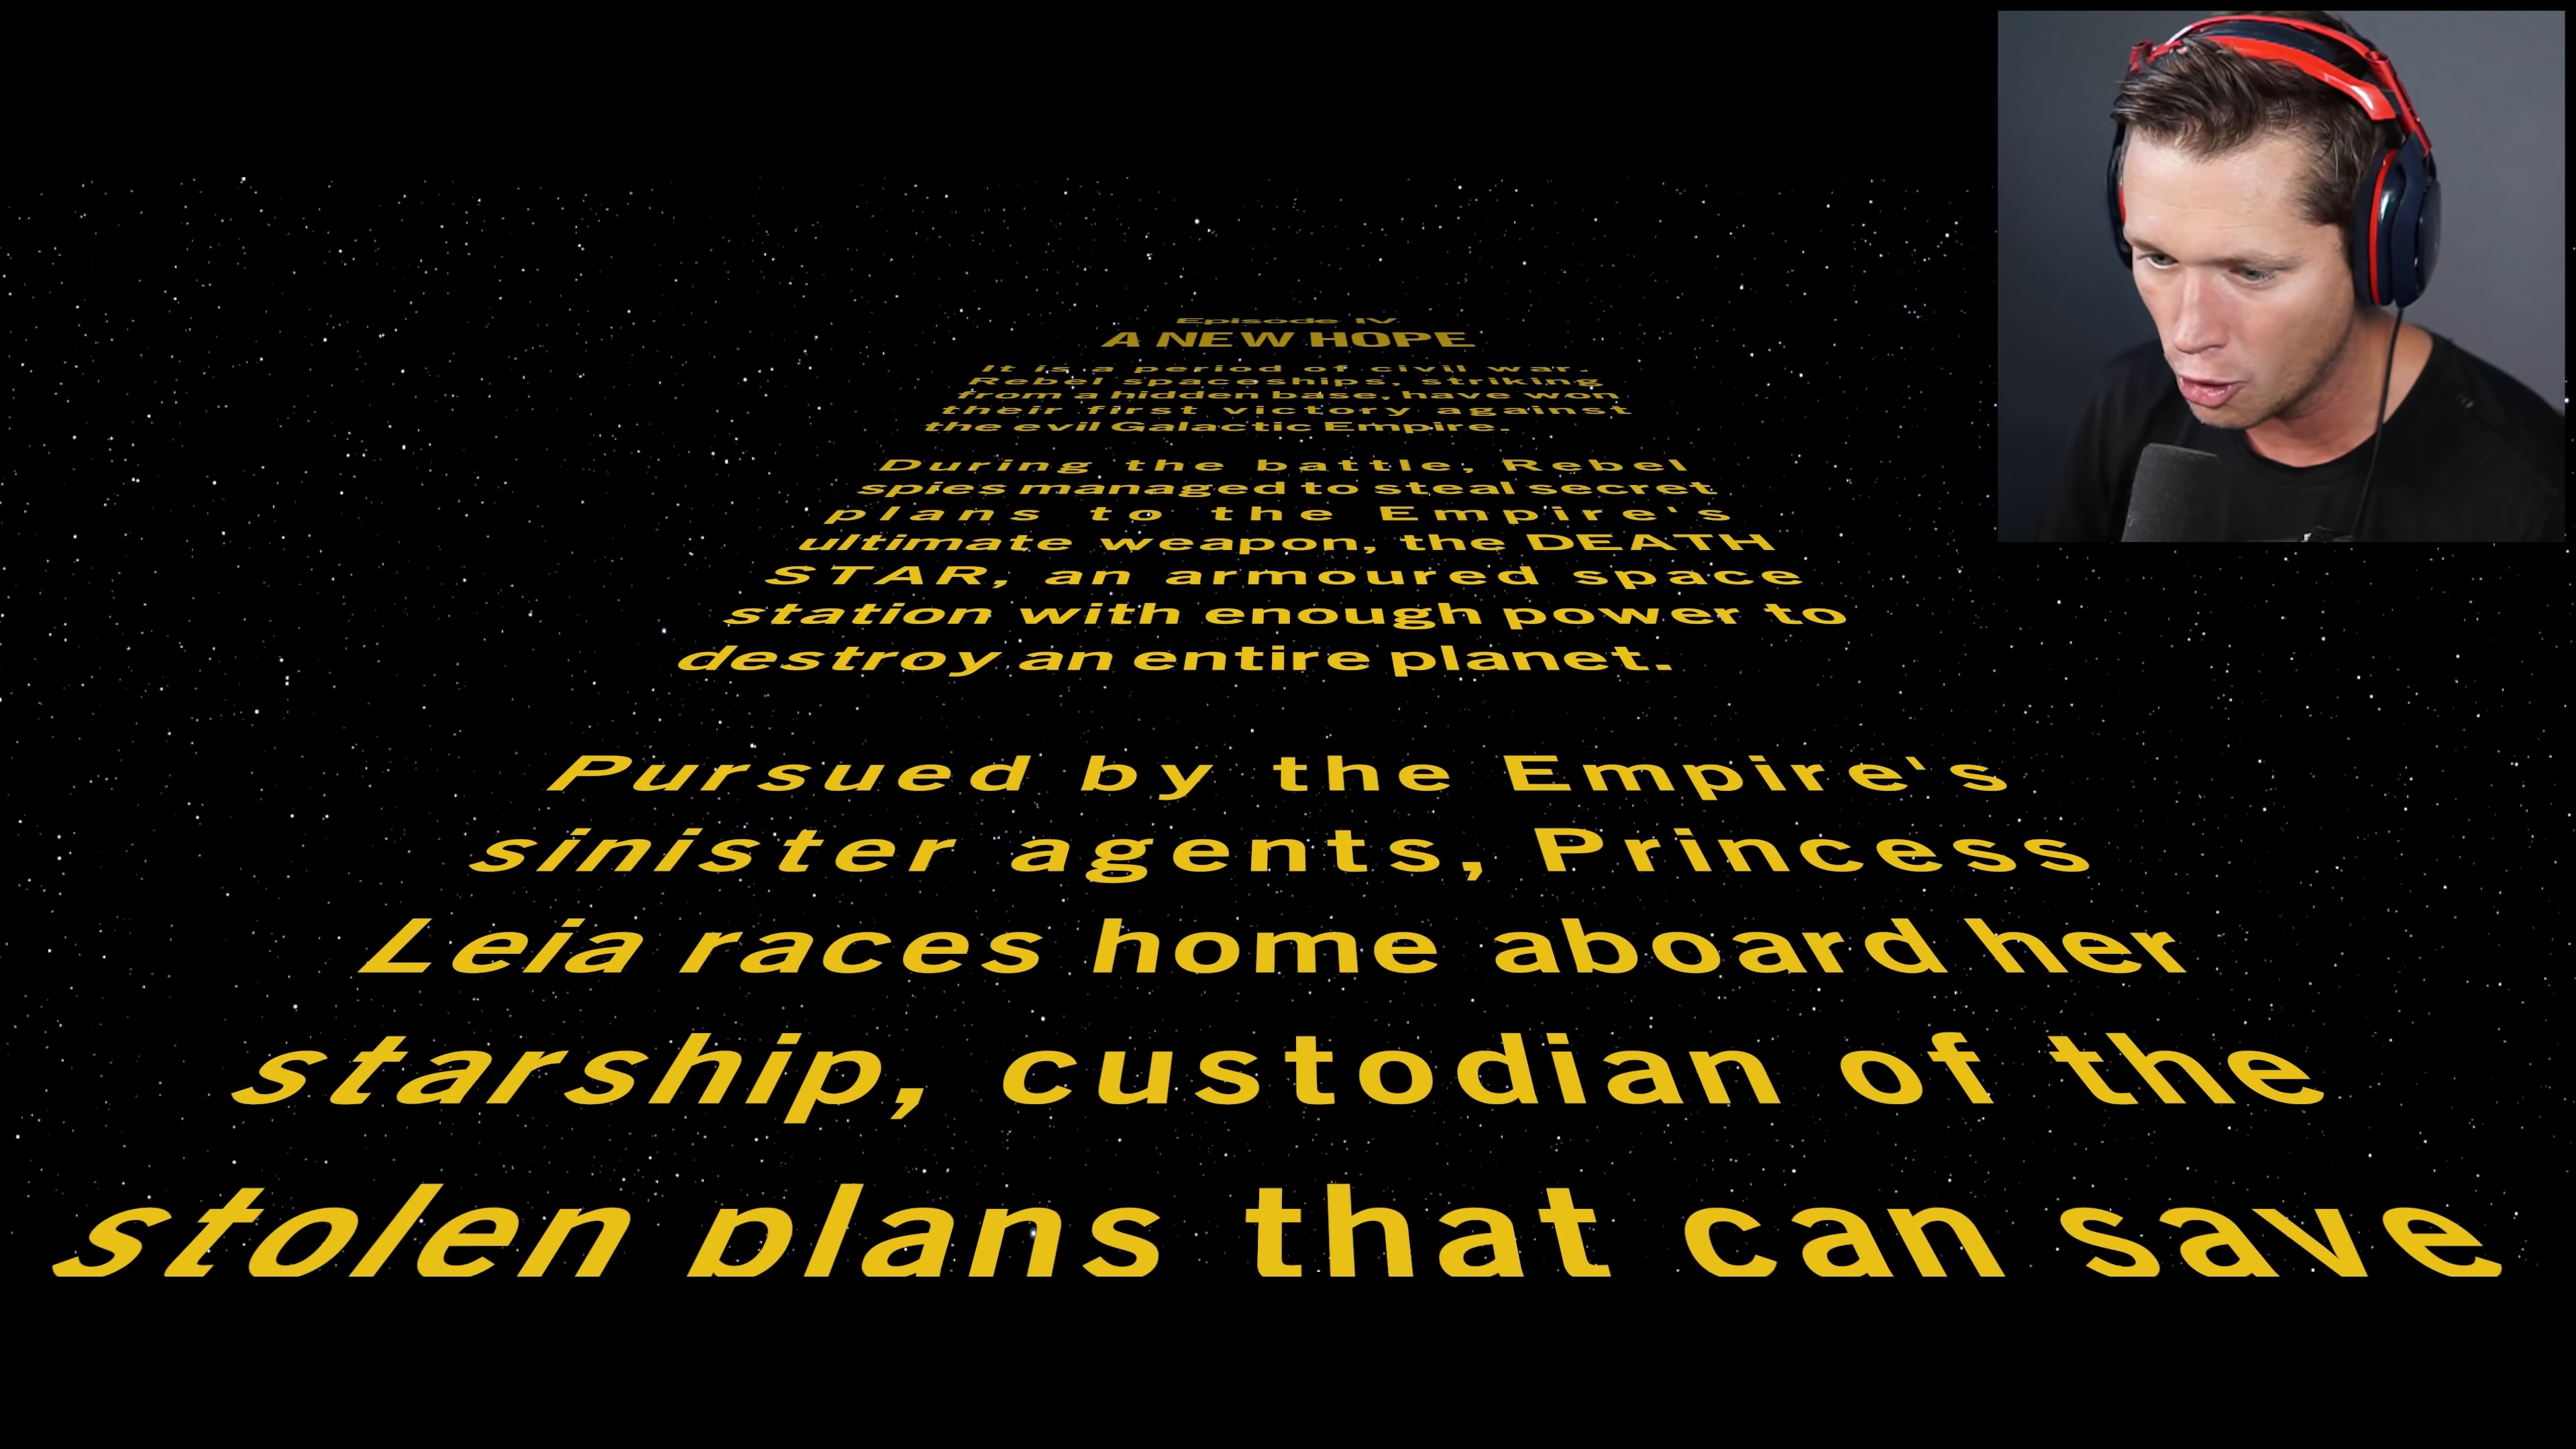 Episode IV
A NEW HOPE
It is a period of civil war.
Rebel spaceships, striking
from a hidden base, have won
their first victory against
the evil Galactic Empire.
During the battle, Rebel
spies managed to steal secret
plans to the Empire's
ultimate weapon, the DEATH
STAR, an armoured space
station with enough power to
destroy an entire planet.
Pursued by the Empire's
sinister agents, Princess
Leia races home aboard her
starship, custodian of the
stolen plans that can save